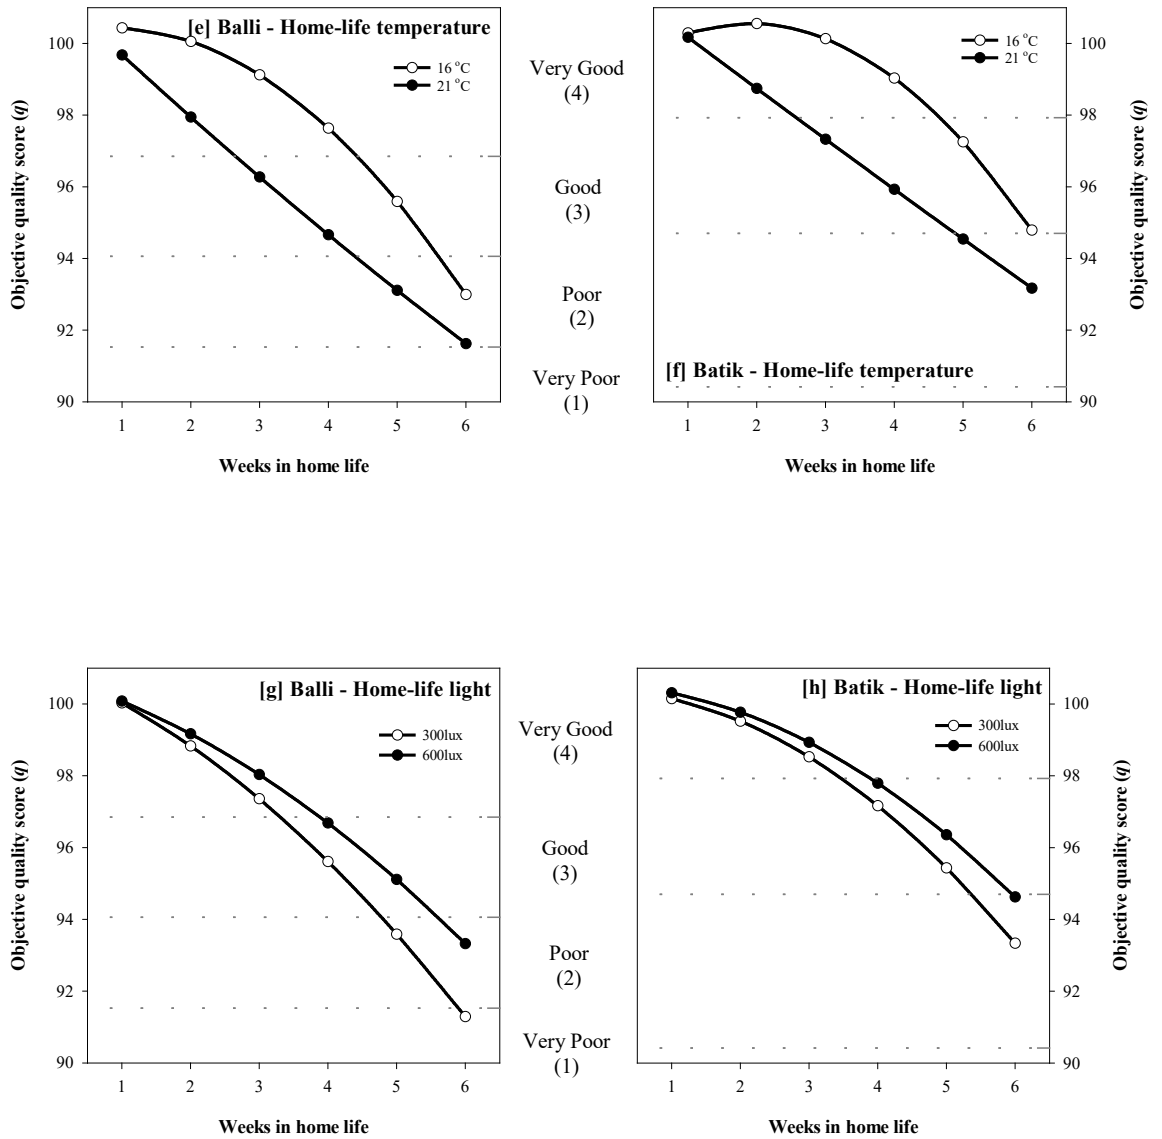 [e] Balli - Home-life temperature
16 °C
21 °C
100
98
96
94
92
90
Objective quality score (q)
1 2 3 4 5 6
Weeks in home life
Very Good
(4)
Good
(3)
Poor
(2)
Very Poor
(1)
16 °C
21 °C
[f] Batik - Home-life temperature
100
98
96
94
92
90
Objective quality score (q)
1 2 3 4 5 6
Weeks in home life
[g] Balli - Home-life light
300lux
600lux
100
98
96
94
92
90
Objective quality score (q)
1 2 3 4 5 6
Weeks in home life
Very Good
(4)
Good
(3)
Poor
(2)
Very Poor
(1)
[h] Batik - Home-life light
300lux
600lux
100
98
96
94
92
90
Objective quality score (q)
1 2 3 4 5 6
Weeks in home life